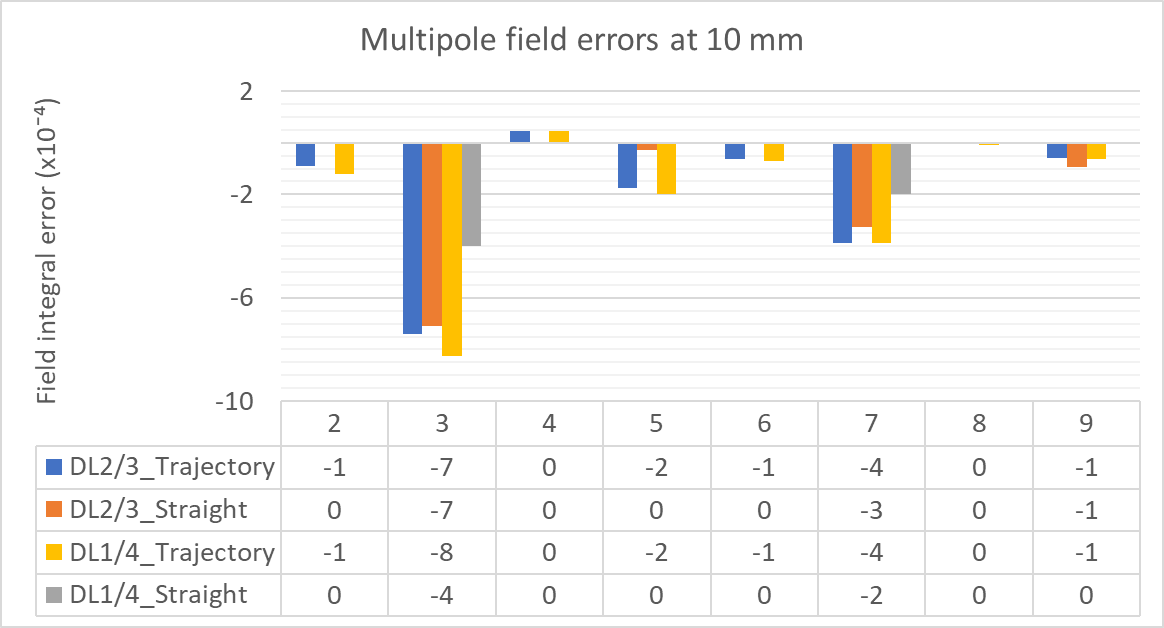 Multipole field errors at 10 mm
Field integral error (x10⁻⁴)
2
-2
-6
-10
2 3 4 5 6 7 8 9
DL2/3_Trajectory -1 -7 0 -2 -1 -4 0 -1
DL2/3_Straight 0 -7 0 0 0 -3 0 -1
DL1/4_Trajectory -1 -8 0 -2 -1 -4 0 -1
DL1/4_Straight 0 -4 0 0 0 -2 0 0